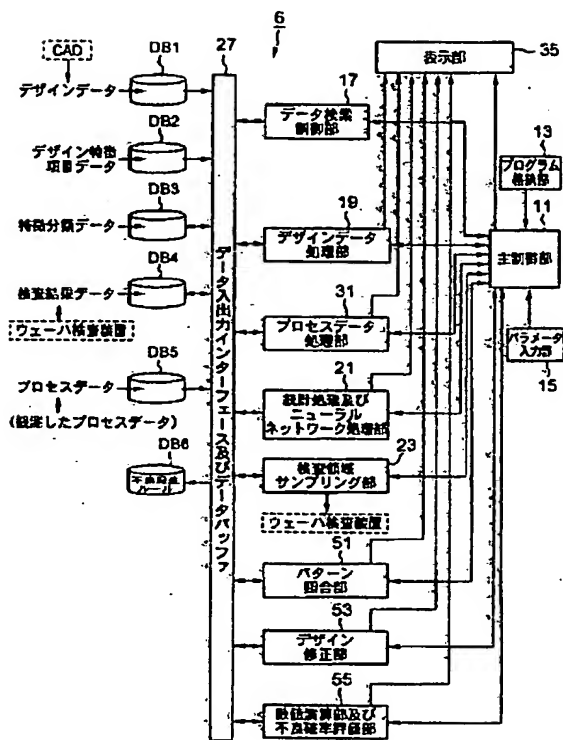 6
CAD
DB1
27
表示部
35
デザインデータ
DB2
17
データ検索
制御部
13
デザイン特徴
項目データ
プログラム
格納部
DB3
11
特徴分類データ
19
デザインデータ
処理部
主制御部
DB4
検査結果データ
31
ウェーハ検査装置
プロセスデータ
処理部
パラメータ
入力部
15
DB5
21
プロセスデータ
統計処理及び
ニューラル
ネットワーク処理部
(仮定したプロセスデータ)
DB6
ルール
23
検査領域
サンプリング部
ウェーハ検査装置
データ入出力インターフェース及びデータバッファ
51
パターン
照合部
53
デザイン
修正部
55
数値演算部及び
不良確率評価部